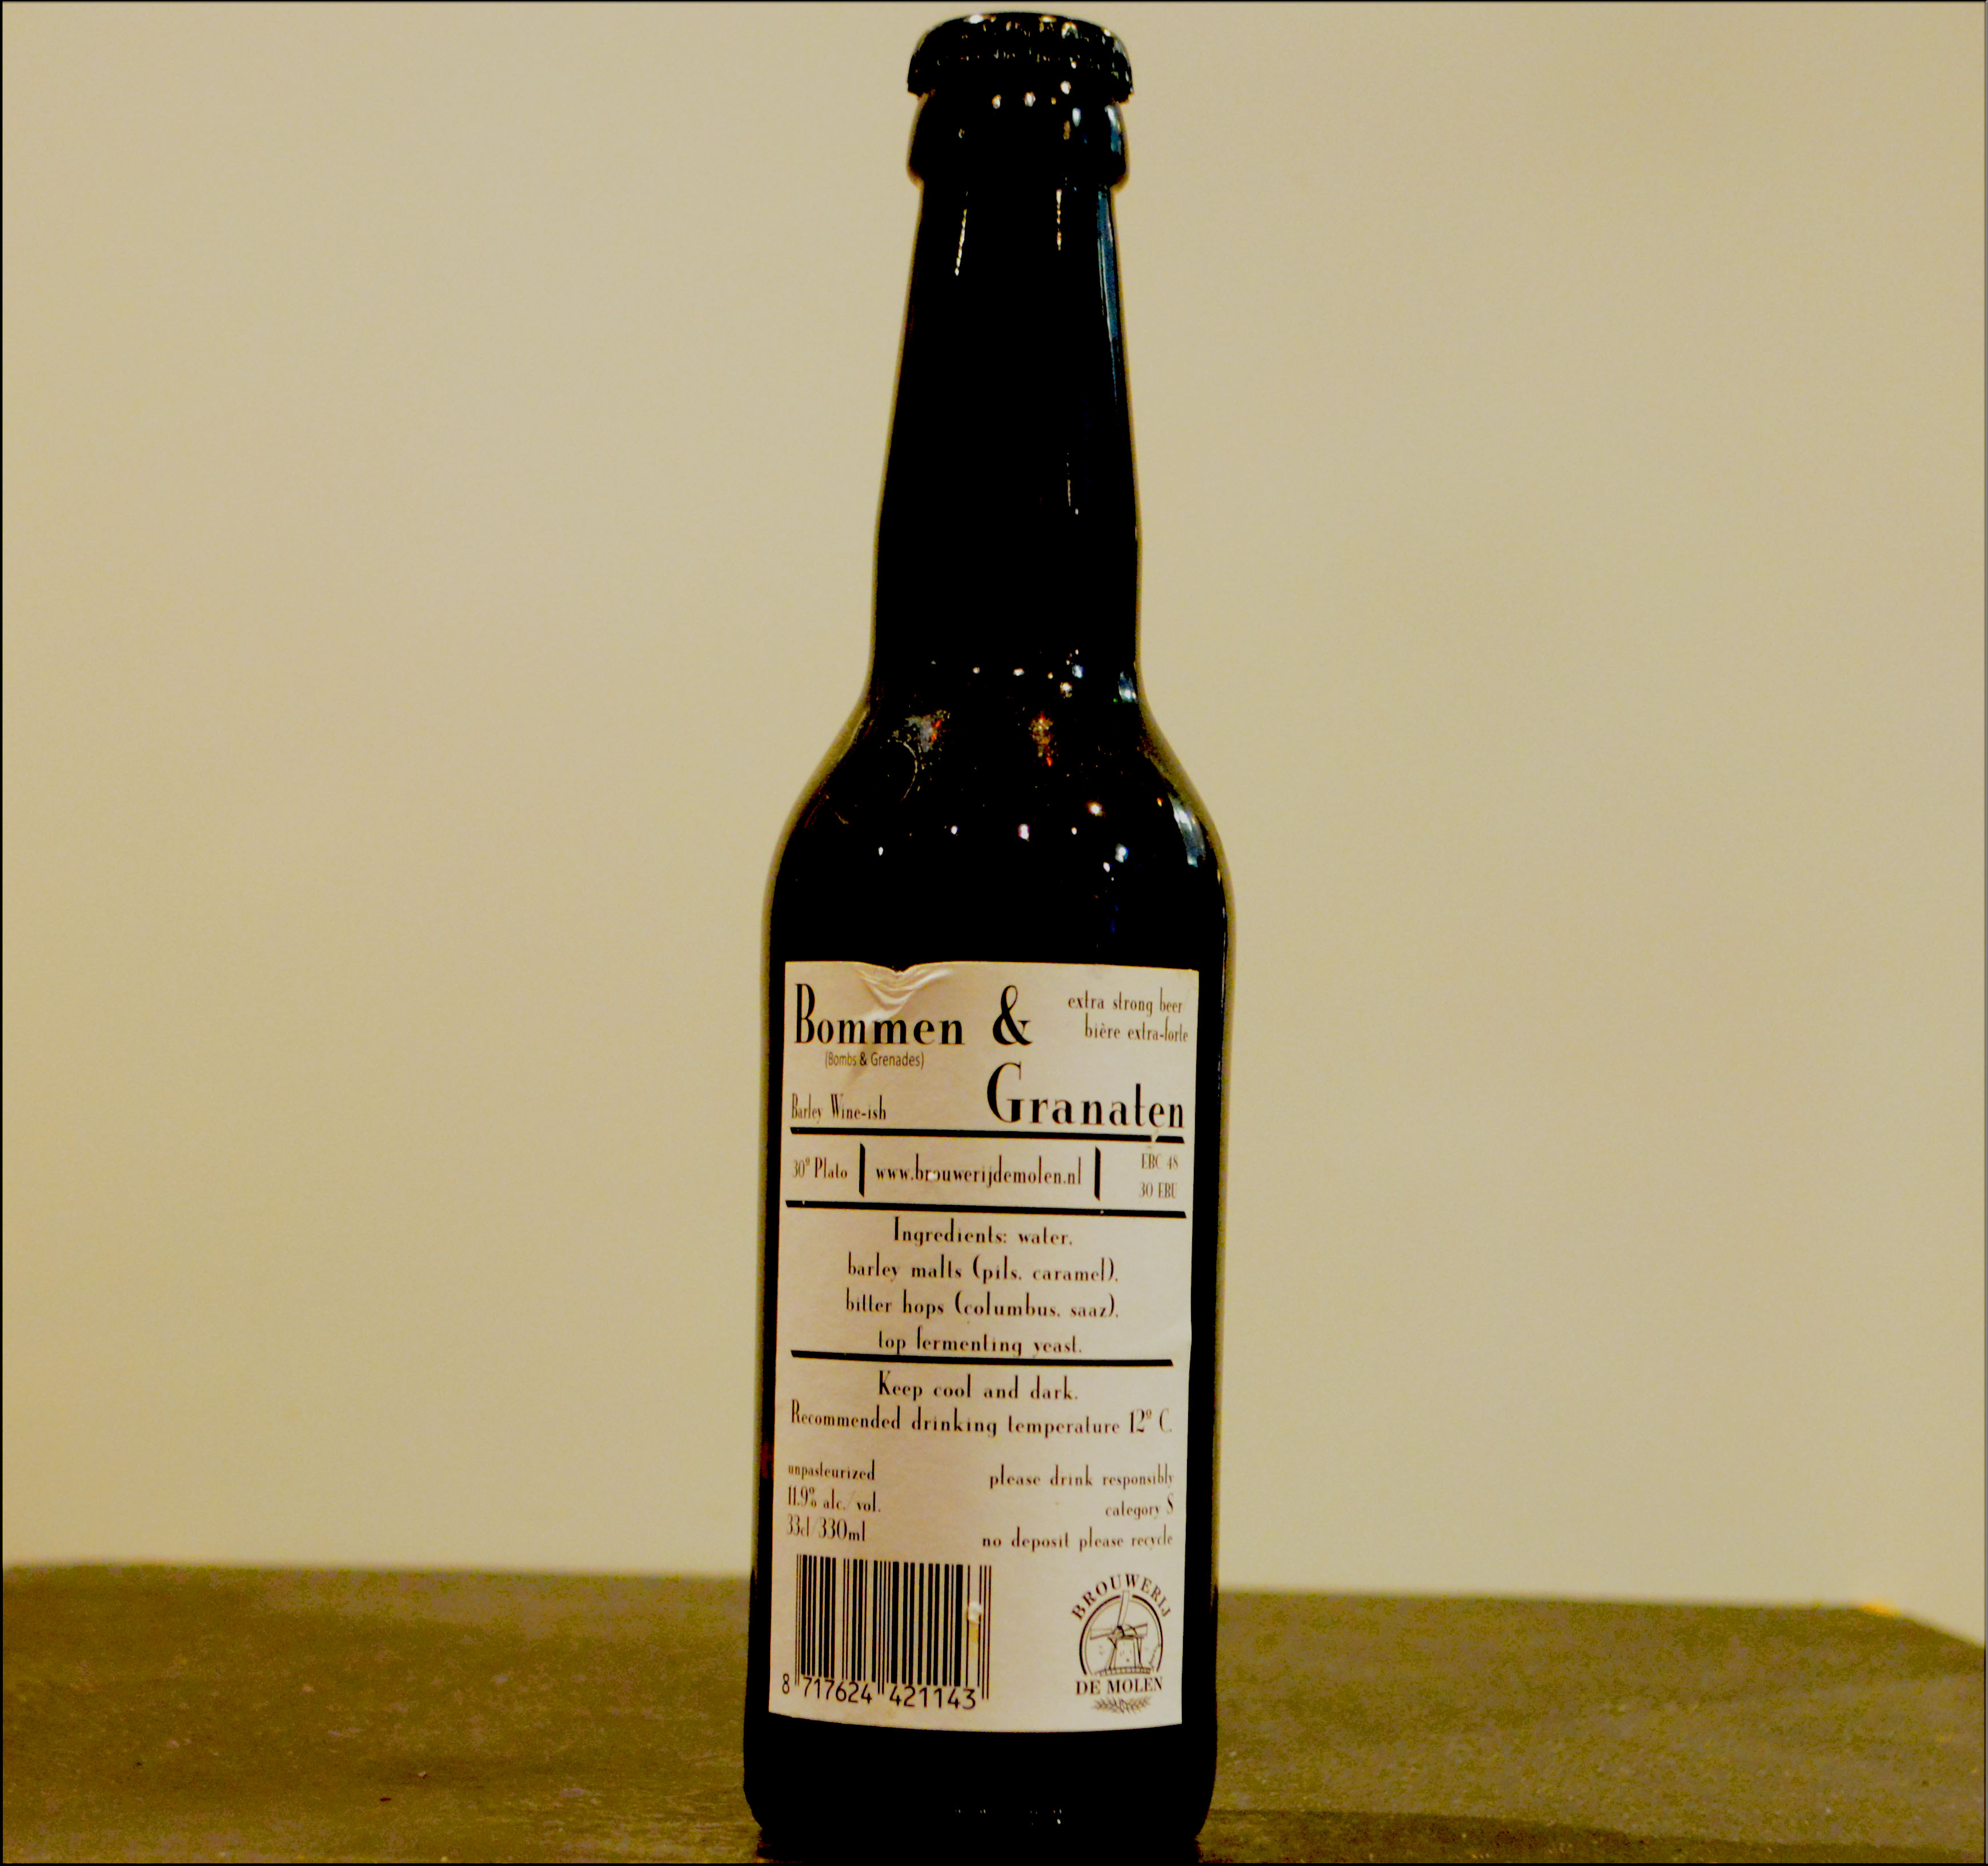 Bommen &
extra strong beer
bière extra-forte
(Bombs & Grenades)
Granaten
Barley Wine-ish
30° Plato
www.brouwerijdemolen.nl
EBC 48
30 EBU
Ingredients: water,
barley malts (pils, caramel),
bitter hops (columbus, saaz),
top fermenting yeast.
Keep cool and dark.
Recommended drinking temperature 12° C.
unpasteurized
11.9% alc./vol.
33cl/330ml
please drink responsibly
category S
no deposit please recycle
8 717624 421143
BROUWERIJ
DE MOLEN